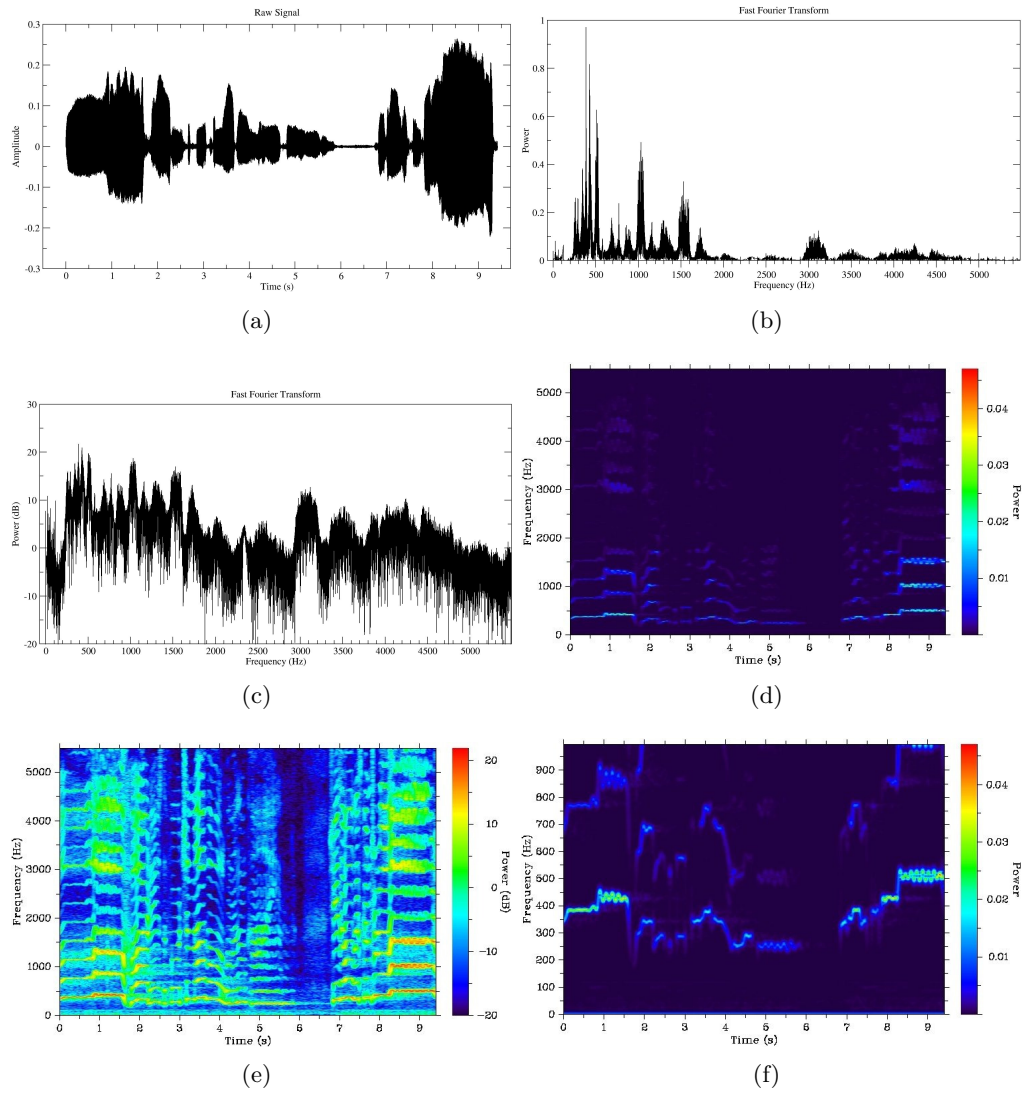 Raw Signal
0.3
0.2
0.1
0
-0.1
-0.2
-0.3
Amplitude
0 1 2 3 4 5 6 7 8 9
Time (s)
(a)
Fast Fourier Transform
1
0.8
0.6
0.4
0.2
0
Power
0 500 1000 1500 2000 2500 3000 3500 4000 4500 5000
Frequency (Hz)
(b)
Fast Fourier Transform
30
20
10
0
-10
-20
Power (dB)
0 500 1000 1500 2000 2500 3000 3500 4000 4500 5000
Frequency (Hz)
(c)
5000
4000
3000
2000
1000
0
Frequency (Hz)
0 1 2 3 4 5 6 7 8 9
Time (s)
0.04
0.03
0.02
0.01
Power
(d)
5000
4000
3000
2000
1000
0
Frequency (Hz)
0 1 2 3 4 5 6 7 8 9
Time (s)
20
10
0
-10
-20
Power (dB)
(e)
900
800
700
600
500
400
300
200
100
0
Frequency (Hz)
0 1 2 3 4 5 6 7 8 9
Time (s)
0.04
0.03
0.02
0.01
Power
(f)